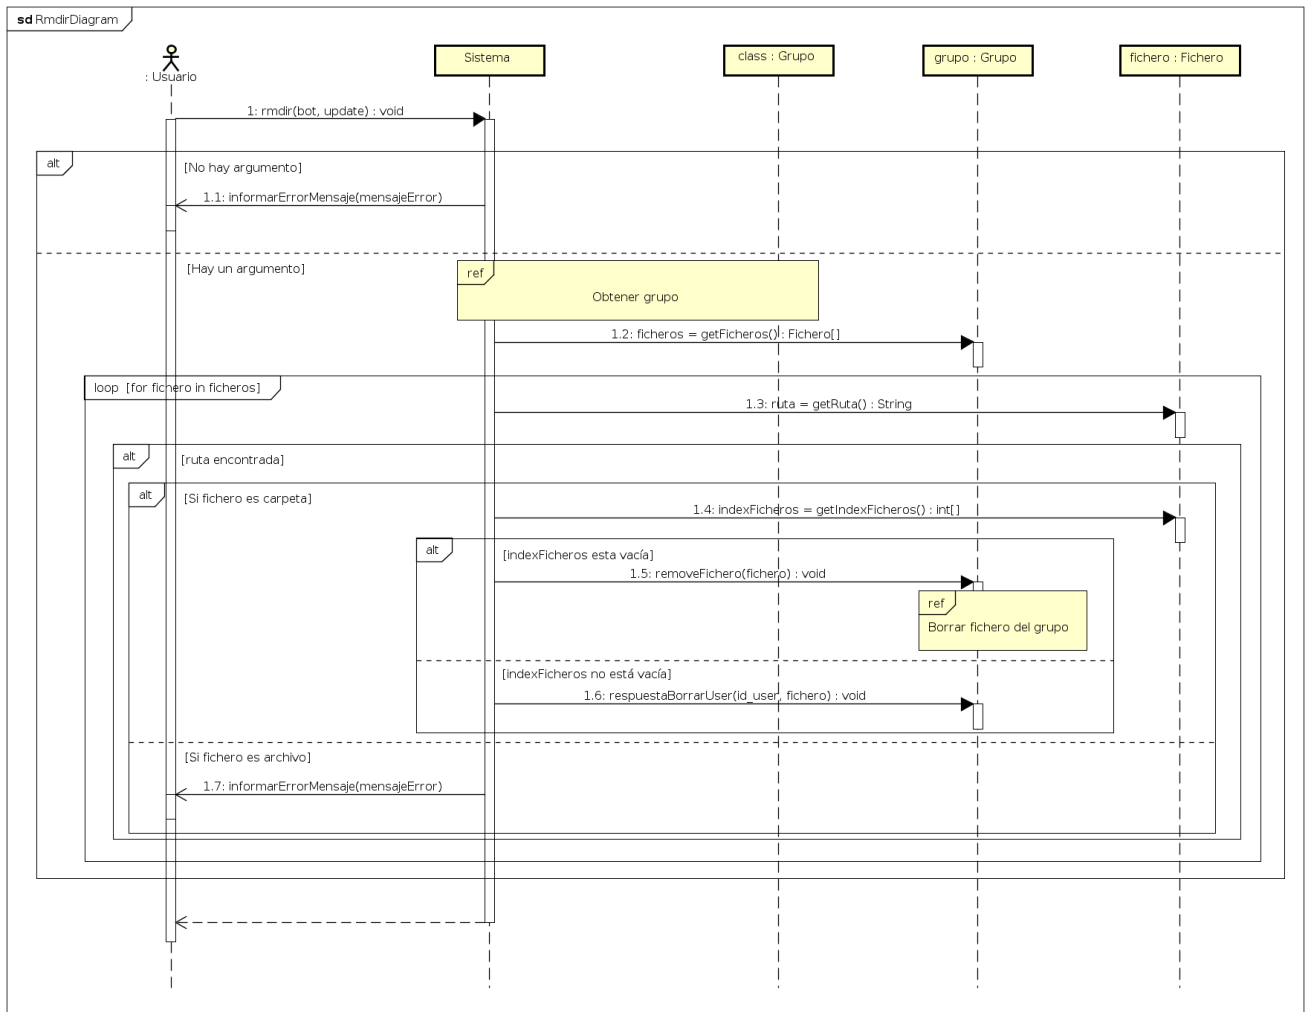 sd RmdirDiagram
: Usuario
Sistema
class : Grupo
grupo : Grupo
fichero : Fichero
1: rmdir(bot, update) : void
alt
[No hay argumento]
1.1: informarErrorMensaje(mensajeError)
[Hay un argumento]
ref
Obtener grupo
1.2: ficheros = getFicheros() : Fichero[]
loop [for fichero in ficheros]
1.3: ruta = getRuta() : String
alt
[ruta encontrada]
alt
[Si fichero es carpeta]
1.4: indexFicheros = getIndexFicheros() : int[]
alt
[indexFicheros esta vacía]
1.5: removeFichero(fichero) : void
ref
Borrar fichero del grupo
[indexFicheros no está vacía]
1.6: respuestaBorrarUser(id_user, fichero) : void
[Si fichero es archivo]
1.7: informarErrorMensaje(mensajeError)